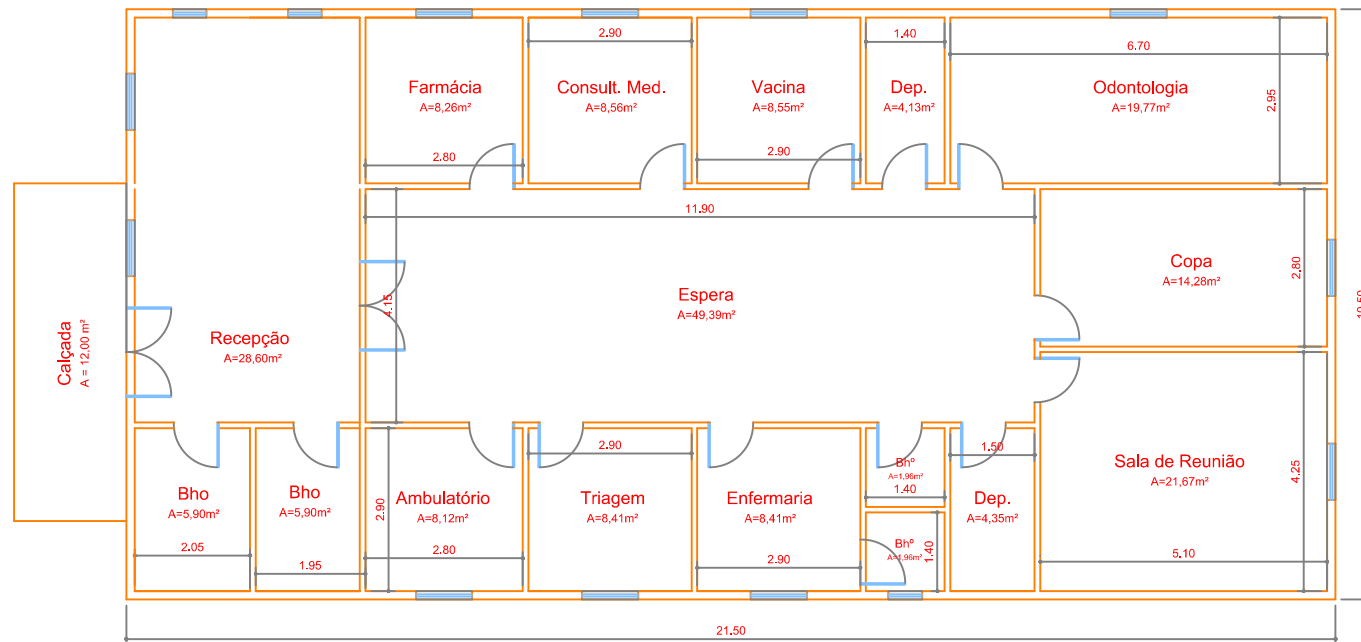 2.90
1.40
6.70
Farmácia
A=8,26m²
Consult. Med.
A=8,56m²
Vacina
A=8,55m²
Dep.
A=4,13m²
Odontologia
A=19,77m²
2.95
2.80
2.90
11.90
Copa
A=14,28m²
2.80
10.50
Espera
A=49,39m²
4.15
Recepção
A=28,60m²
Calçada
A = 12,00 m²
2.90
1.50
Bho
A=5,90m²
Bho
A=5,90m²
Ambulatório
A=8,12m²
Triagem
A=8,41m²
Enfermaria
A=8,41m²
Bhº
A=1,96m²
1.40
Dep.
A=4,35m²
Sala de Reunião
A=21,67m²
4.25
2.90
Bhº
A=1,96m²
1.40
2.05
1.95
2.80
2.90
5.10
21.50